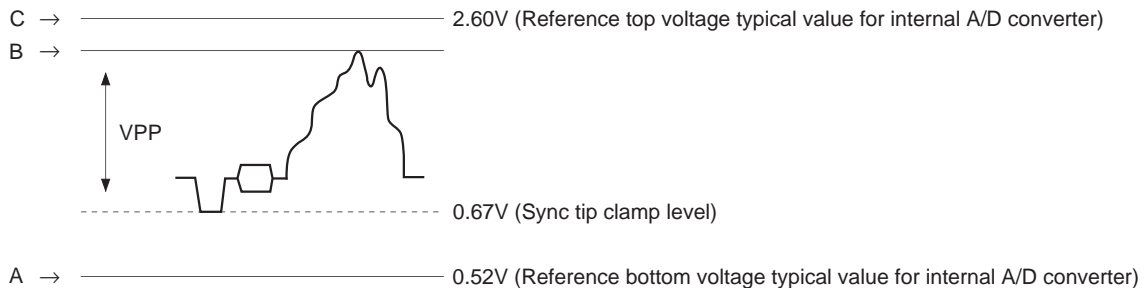 C → 2.60V (Reference top voltage typical value for internal A/D converter)
B →
VPP
0.67V (Sync tip clamp level)
A → 0.52V (Reference bottom voltage typical value for internal A/D converter)